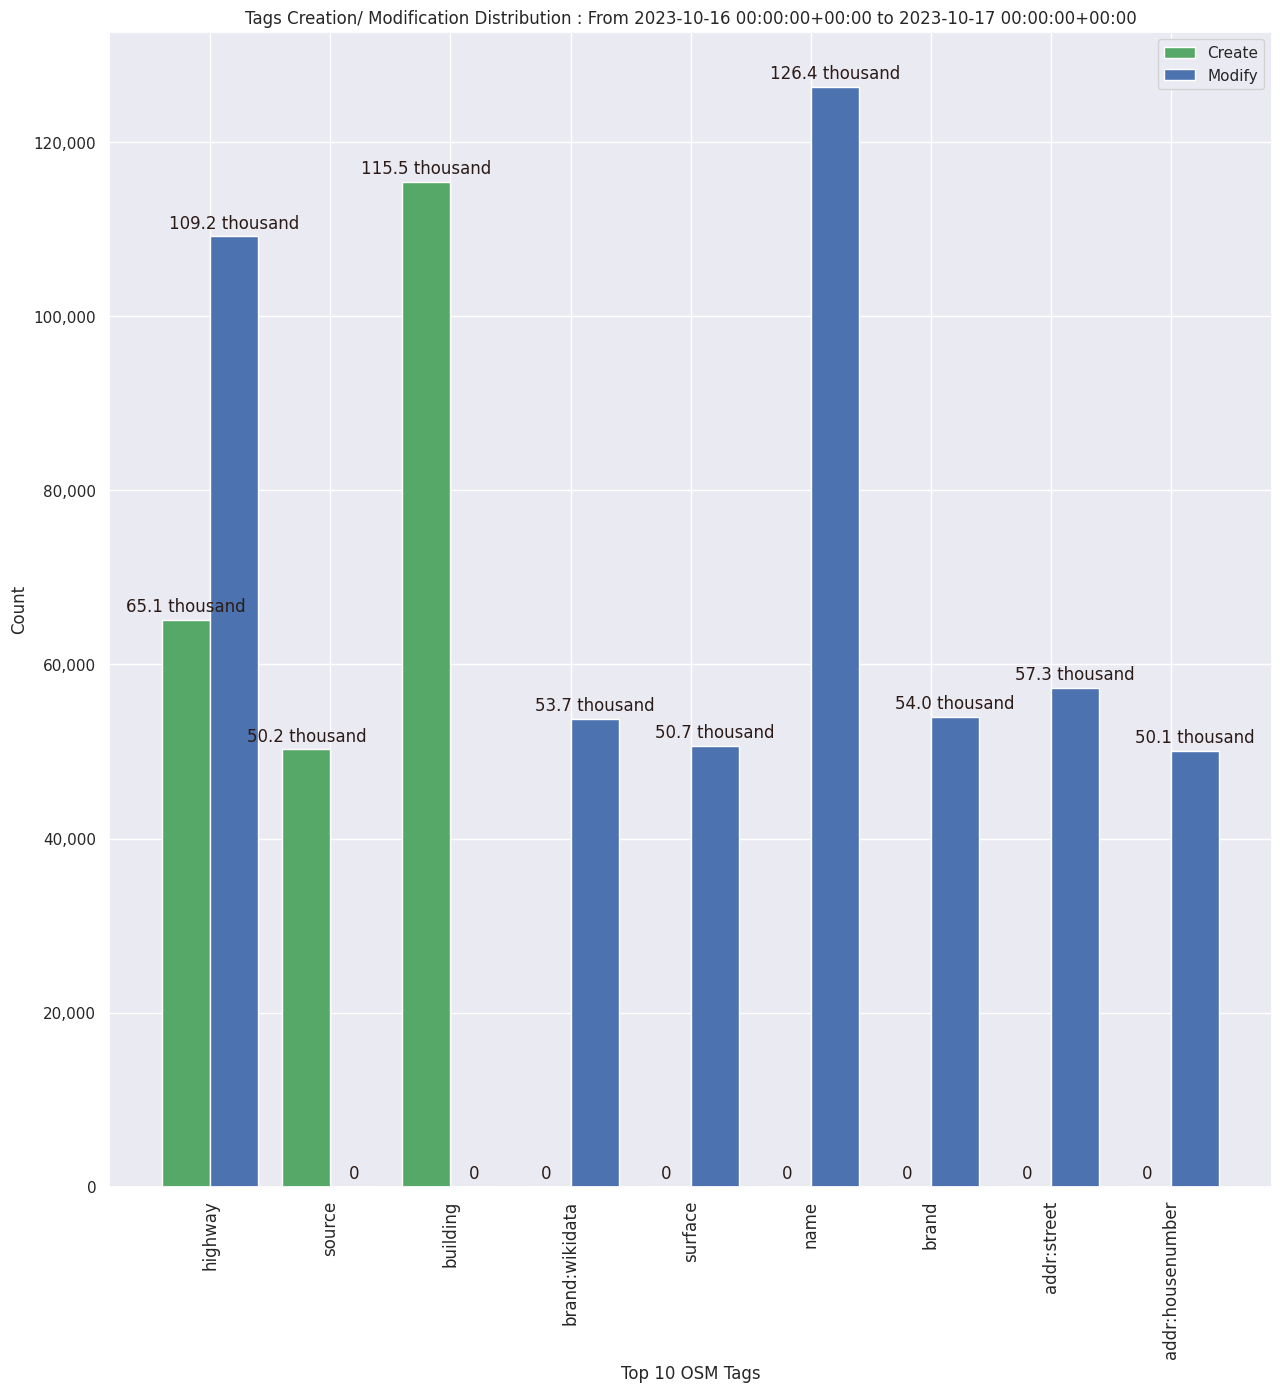 Tags Creation/ Modification Distribution : From 2023-10-16 00:00:00+00:00 to 2023-10-17 00:00:00+00:00
Create
Modify
126.4 thousand
115.5 thousand
109.2 thousand
65.1 thousand
50.2 thousand
53.7 thousand
50.7 thousand
54.0 thousand
57.3 thousand
50.1 thousand
0
0
0
0
0
0
0
0
Count
120,000
100,000
80,000
60,000
40,000
20,000
0
highway
source
building
brand:wikidata
surface
name
brand
addr:street
addr:housenumber
Top 10 OSM Tags